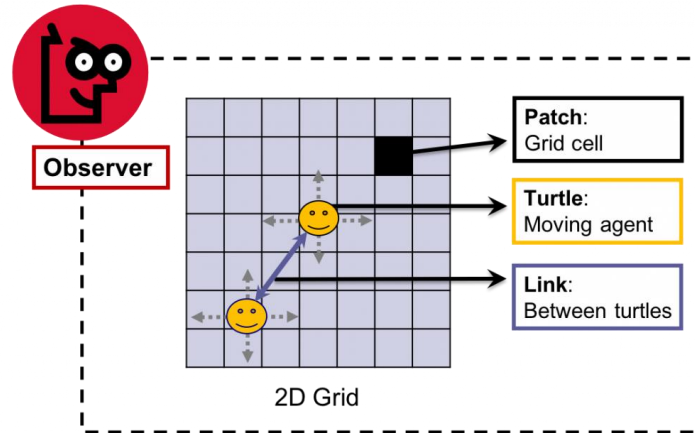 Observer
Patch:
Grid cell
Turtle:
Moving agent
Link:
Between turtles
2D Grid